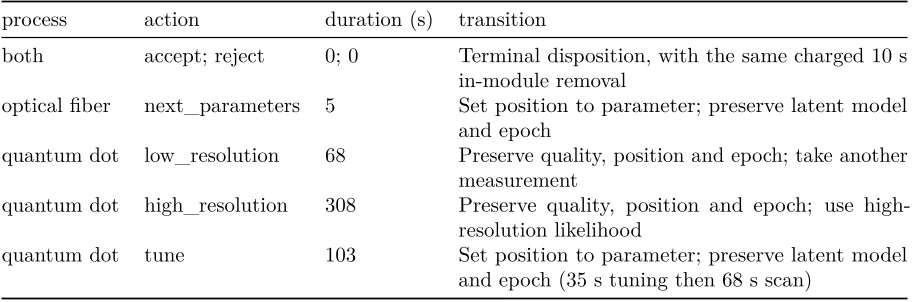 process action duration (s) transition
both accept; reject 0; 0 Terminal disposition, with the same charged 10 s
in-module removal
optical fiber next_parameters 5 Set position to parameter; preserve latent model
and epoch
quantum dot low_resolution 68 Preserve quality, position and epoch; take another
measurement
quantum dot high_resolution 308 Preserve quality, position and epoch; use high-
resolution likelihood
quantum dot tune 103 Set position to parameter; preserve latent model
and epoch (35 s tuning then 68 s scan)